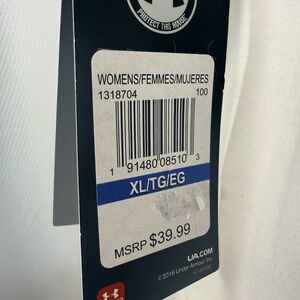 PROTECT THIS HOUSE
WOMENS/FEMMES/MUJERES
1318704 100
1 91480 08510 3
XL/TG/EG
MSRP $39.99
UA.COM
©2016 Under Armour Inc.